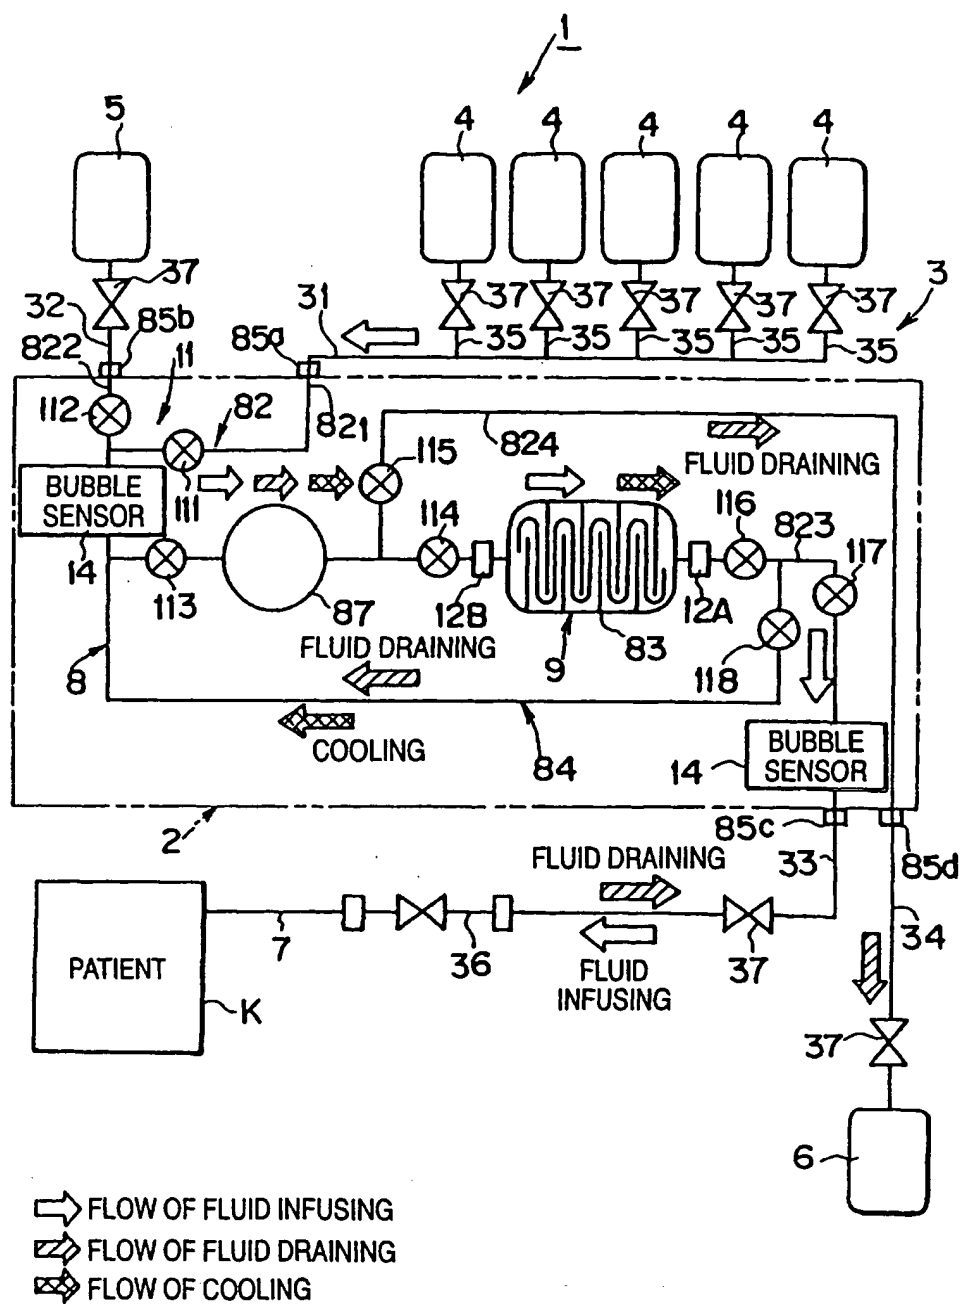 1
5
4
4
4
4
4
37
37
37
37
37
37
3
32
85b
85a
31
35
35
35
35
35
822
11
112
82
821
115
824
FLUID DRAINING
BUBBLE
SENSOR
111
114
116
823
117
14
113
87
12B
12A
FLUID DRAINING
9
83
118
8
COOLING
84
14
BUBBLE
SENSOR
2
85c
85d
33
FLUID DRAINING
34
PATIENT
7
36
37
FLUID
INFUSING
K
37
6
FLOW OF FLUID INFUSING
FLOW OF FLUID DRAINING
FLOW OF COOLING